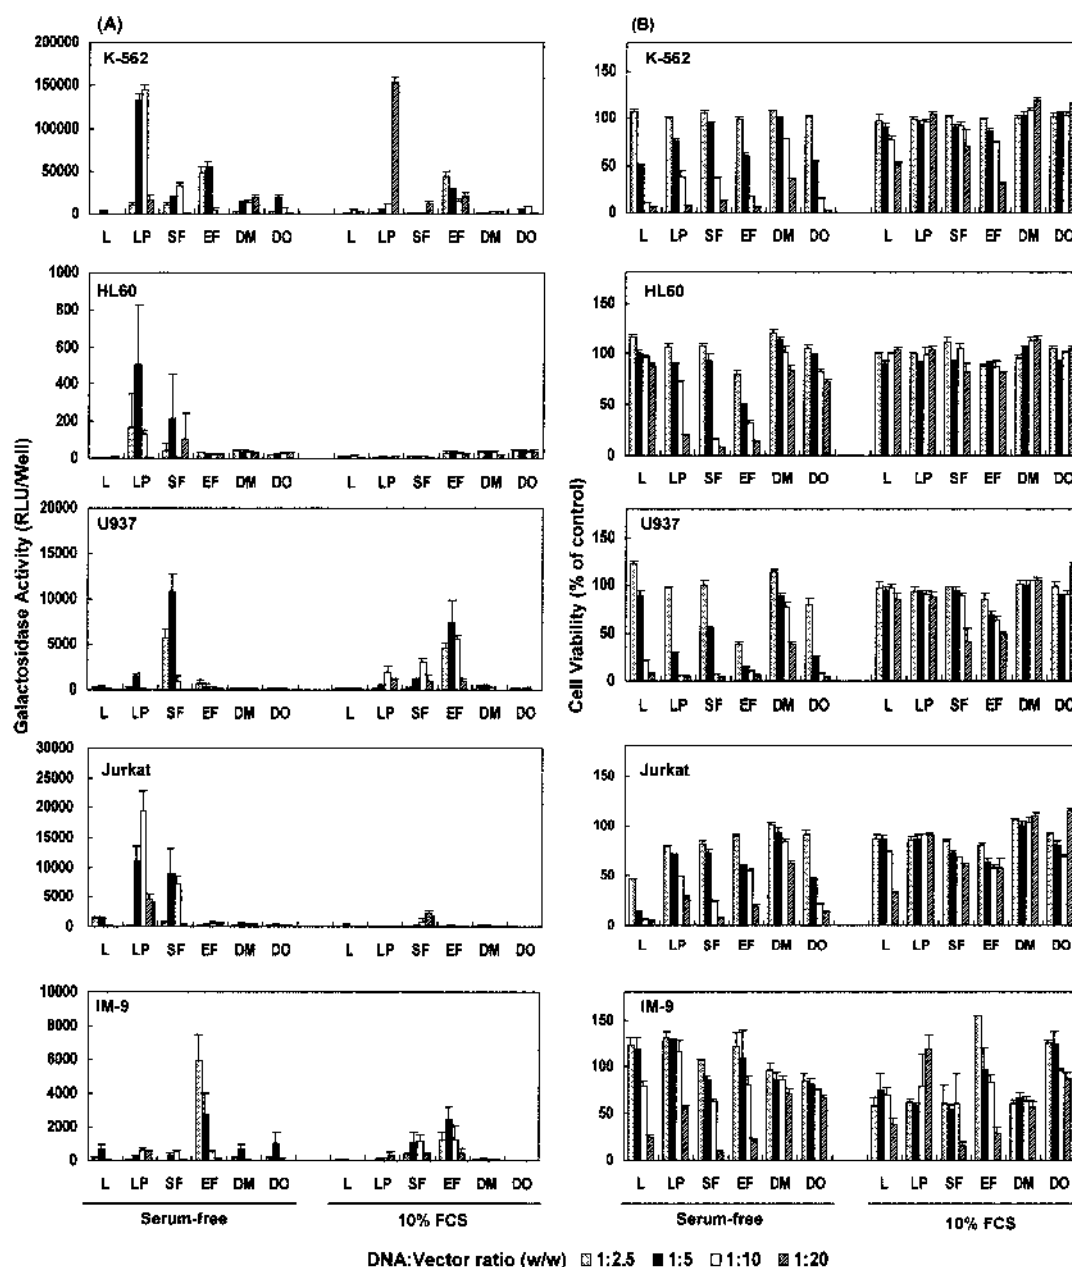 (A)
K-562
200000
150000
100000
50000
0
L LP SF EF DM DO L LP SF EF DM DO
HL60
1000
800
600
400
200
0
L LP SF EF DM DO L LP SF EF DM DO
U937
20000
15000
10000
5000
0
L LP SF EF DM DO L LP SF EF DM DO
Jurkat
30000
25000
20000
15000
10000
5000
0
L LP SF EF DM DO L LP SF EF DM DO
IM-9
10000
8000
6000
4000
2000
0
L LP SF EF DM DO L LP SF EF DM DO
Serum-free 10% FCS
Galactosidase Activity (RLU/Well)
(B)
K-562
150
100
50
0
L LP SF EF DM DO L LP SF EF DM DO
HL60
150
100
50
0
L LP SF EF DM DO L LP SF EF DM DO
U937
150
100
50
0
L LP SF EF DM DO L LP SF EF DM DO
Jurkat
150
100
50
0
L LP SF EF DM DO L LP SF EF DM DO
IM-9
150
100
50
0
L LP SF EF DM DO L LP SF EF DM DO
Serum-free 10% FCS
Cell Viability (% of control)
DNA:Vector ratio (w/w) 1:2.5 1:5 1:10 1:20